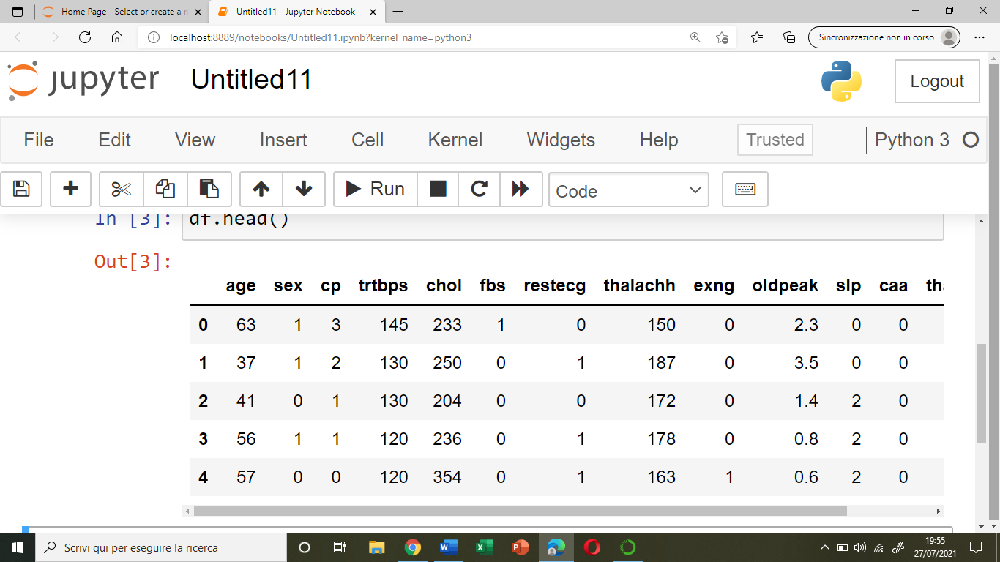 Home Page - Select or create a n
Untitled11 - Jupyter Notebook
localhost:8889/notebooks/Untitled11.ipynb?kernel_name=python3
Sincronizzazione non in corso
jupyter Untitled11
Logout
File Edit View Insert Cell Kernel Widgets Help Trusted Python 3
Run Code
In [3]: df.head()
Out[3]:
age sex cp trtbps chol fbs restecg thalachh exng oldpeak slp caa tha
0 63 1 3 145 233 1 0 150 0 2.3 0 0
1 37 1 2 130 250 0 1 187 0 3.5 0 0
2 41 0 1 130 204 0 0 172 0 1.4 2 0
3 56 1 1 120 236 0 1 178 0 0.8 2 0
4 57 0 0 120 354 0 1 163 1 0.6 2 0
Scrivi qui per eseguire la ricerca
19:55
27/07/2021